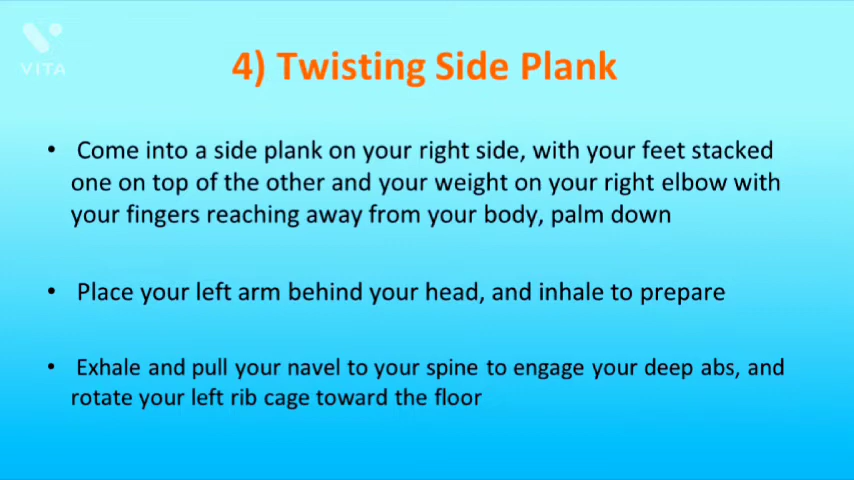 VITA
4) Twisting Side Plank
• Come into a side plank on your right side, with your feet stacked
one on top of the other and your weight on your right elbow with
your fingers reaching away from your body, palm down
• Place your left arm behind your head, and inhale to prepare
• Exhale and pull your navel to your spine to engage your deep abs, and
rotate your left rib cage toward the floor